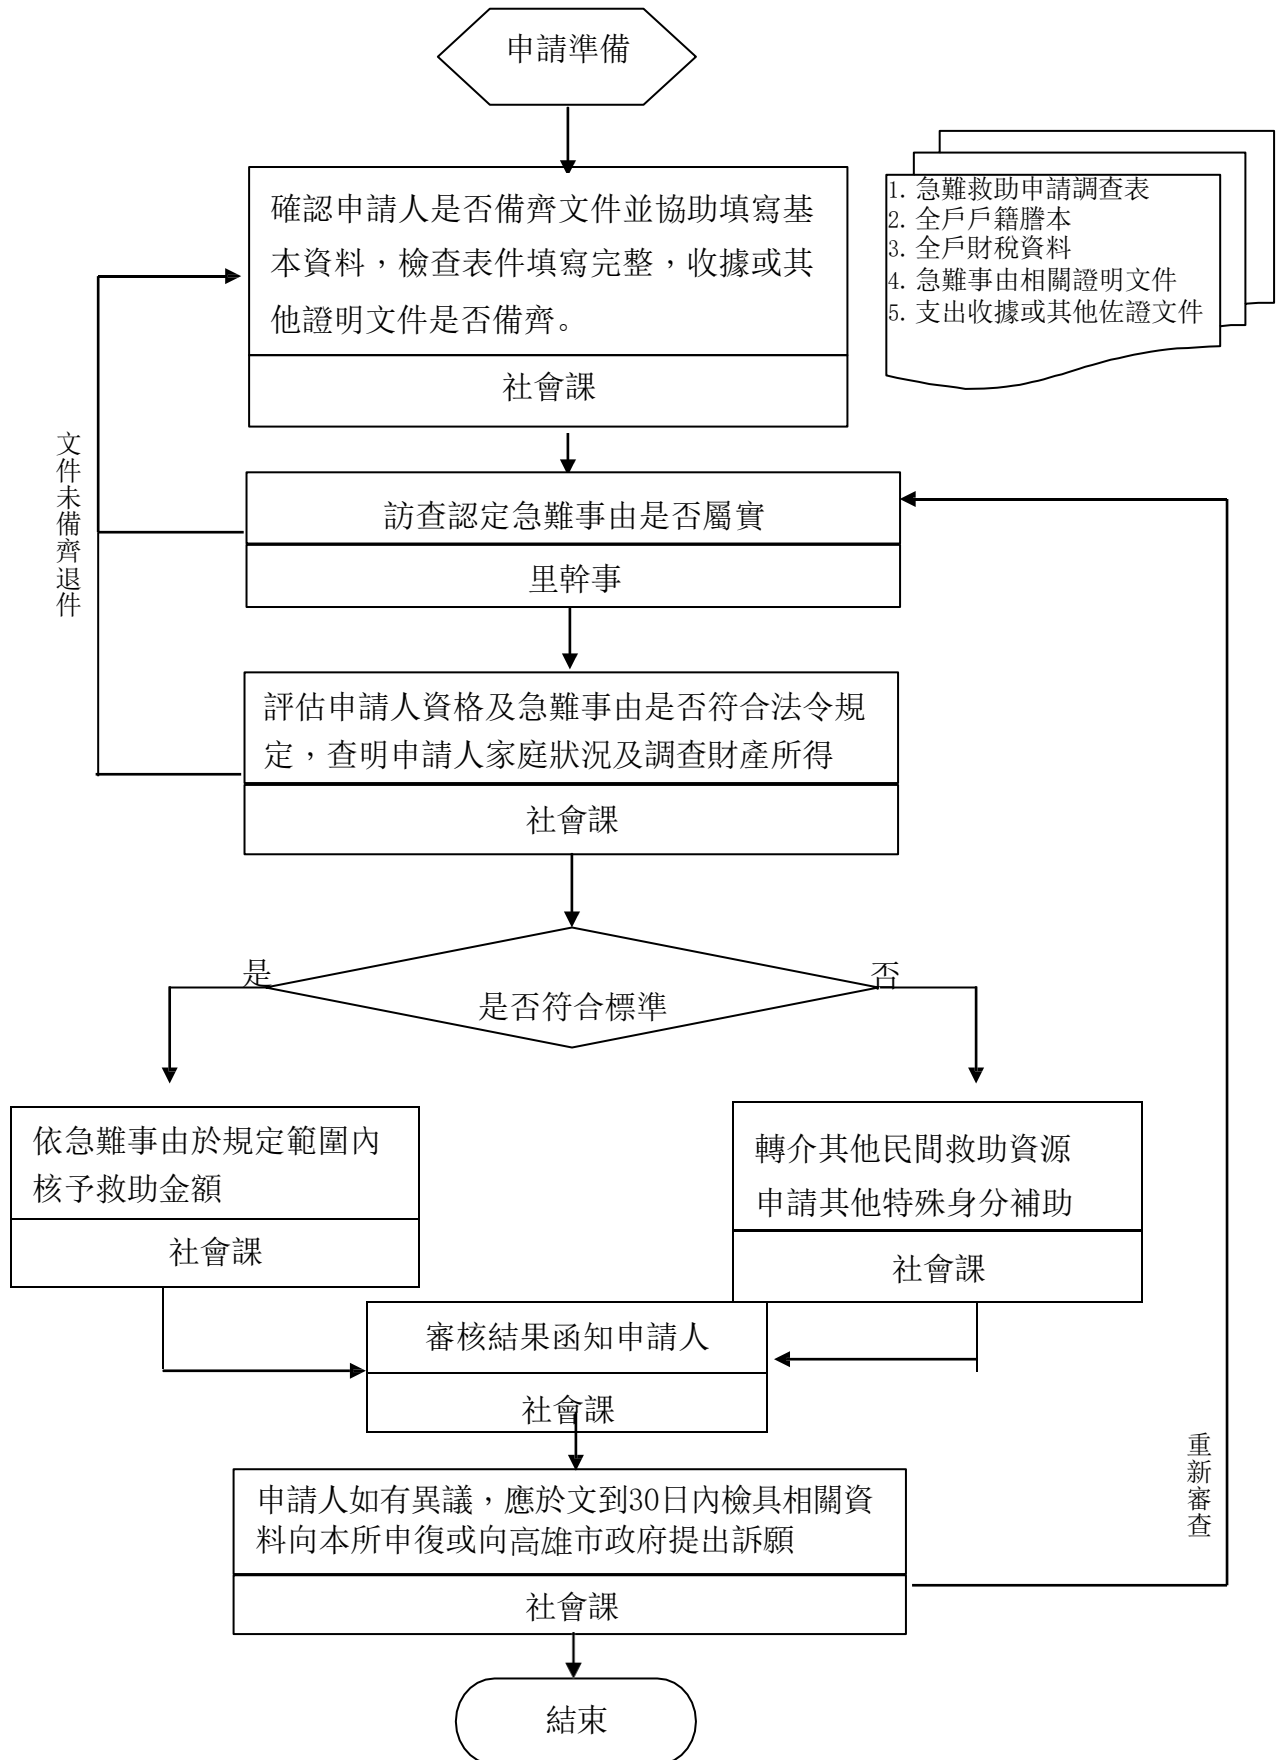 申請準備
確認申請人是否備齊文件並協助填寫基
本資料，檢查表件填寫完整，收據或其
他證明文件是否備齊。
社會課
1. 急難救助申請調查表
2. 全戶戶籍謄本
3. 全戶財稅資料
4. 急難事由相關證明文件
5. 支出收據或其他佐證文件
文件未備齊退件
訪查認定急難事由是否屬實
里幹事
評估申請人資格及急難事由是否符合法令規
定，查明申請人家庭狀況及調查財產所得
社會課
是
是否符合標準
否
依急難事由於規定範圍內
核予救助金額
社會課
轉介其他民間救助資源
申請其他特殊身分補助
社會課
審核結果函知申請人
社會課
申請人如有異議，應於文到30日內檢具相關資
料向本所申復或向高雄市政府提出訴願
社會課
重新審查
結束